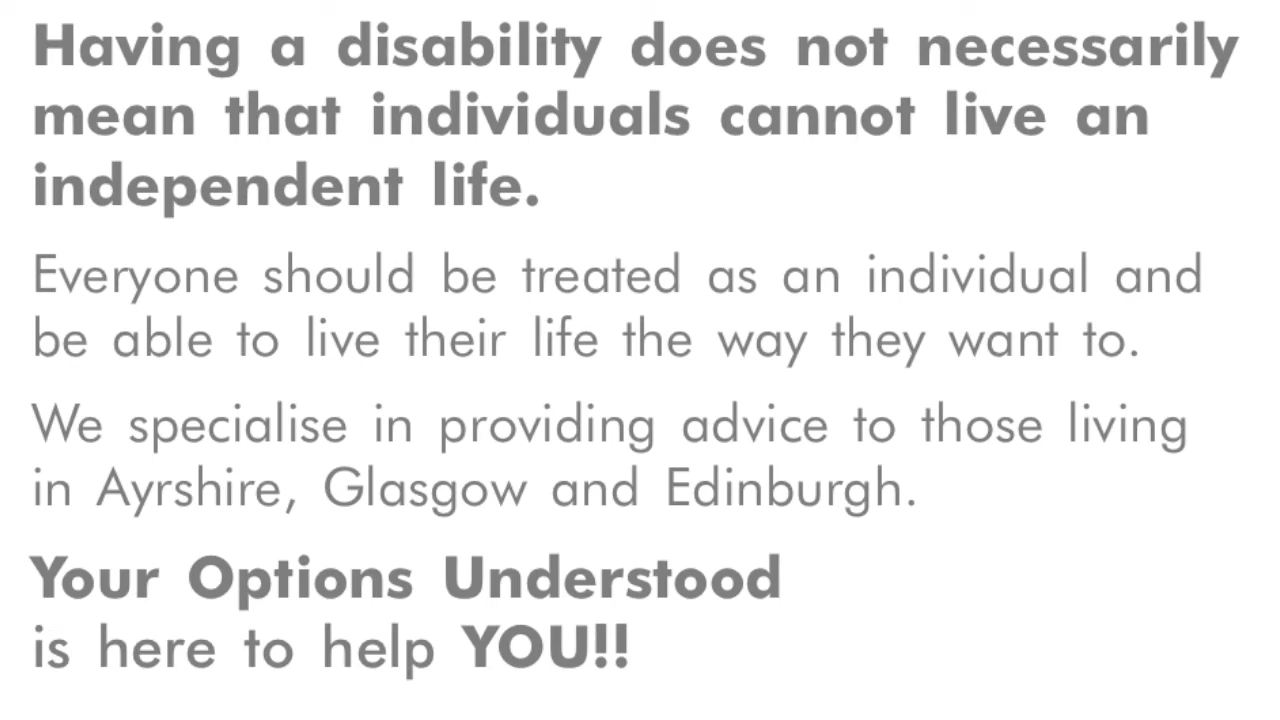 Having a disability does not necessarily
mean that individuals cannot live an
independent life.
Everyone should be treated as an individual and
be able to live their life the way they want to.
We specialise in providing advice to those living
in Ayrshire, Glasgow and Edinburgh.
Your Options Understood
is here to help YOU!!